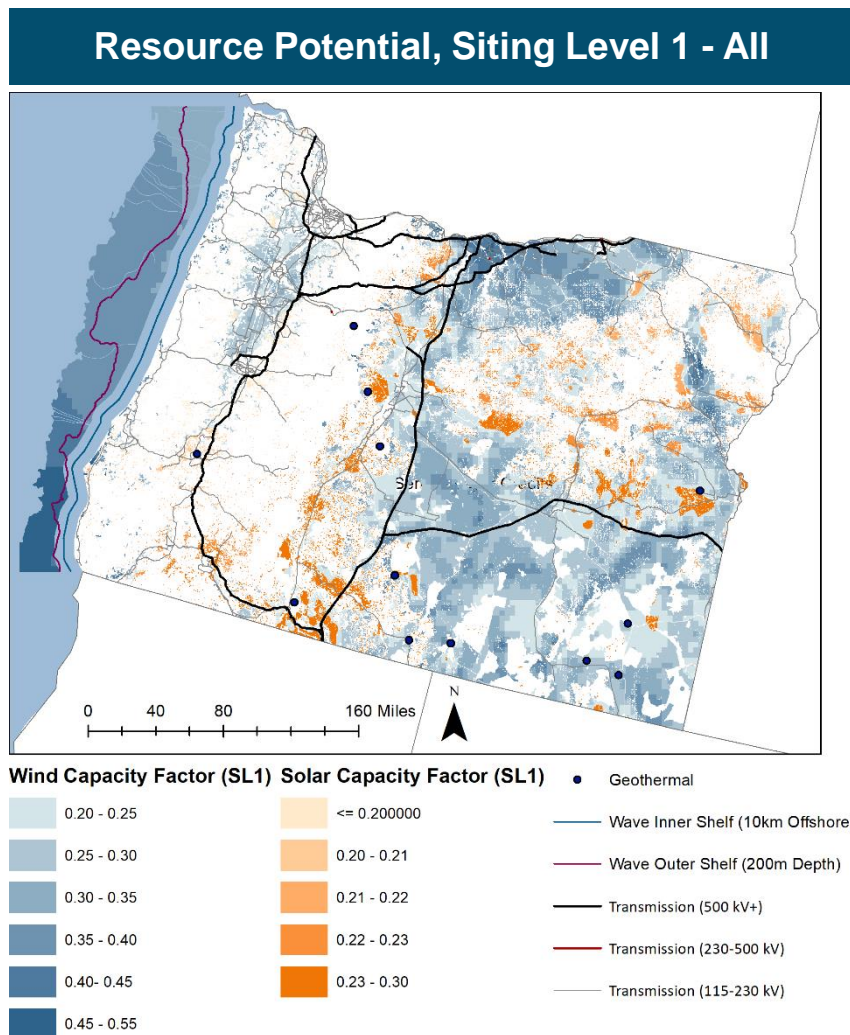 Resource Potential, Siting Level 1 - All
Ser
N
0 40 80 160 Miles
Wind Capacity Factor (SL1)
0.20 - 0.25
0.25 - 0.30
0.30 - 0.35
0.35 - 0.40
0.40- 0.45
0.45 - 0.55
Solar Capacity Factor (SL1)
<= 0.200000
0.20 - 0.21
0.21 - 0.22
0.22 - 0.23
0.23 - 0.30
Geothermal
Wave Inner Shelf (10km Offshore
Wave Outer Shelf (200m Depth)
Transmission (500 kV+)
Transmission (230-500 kV)
Transmission (115-230 kV)